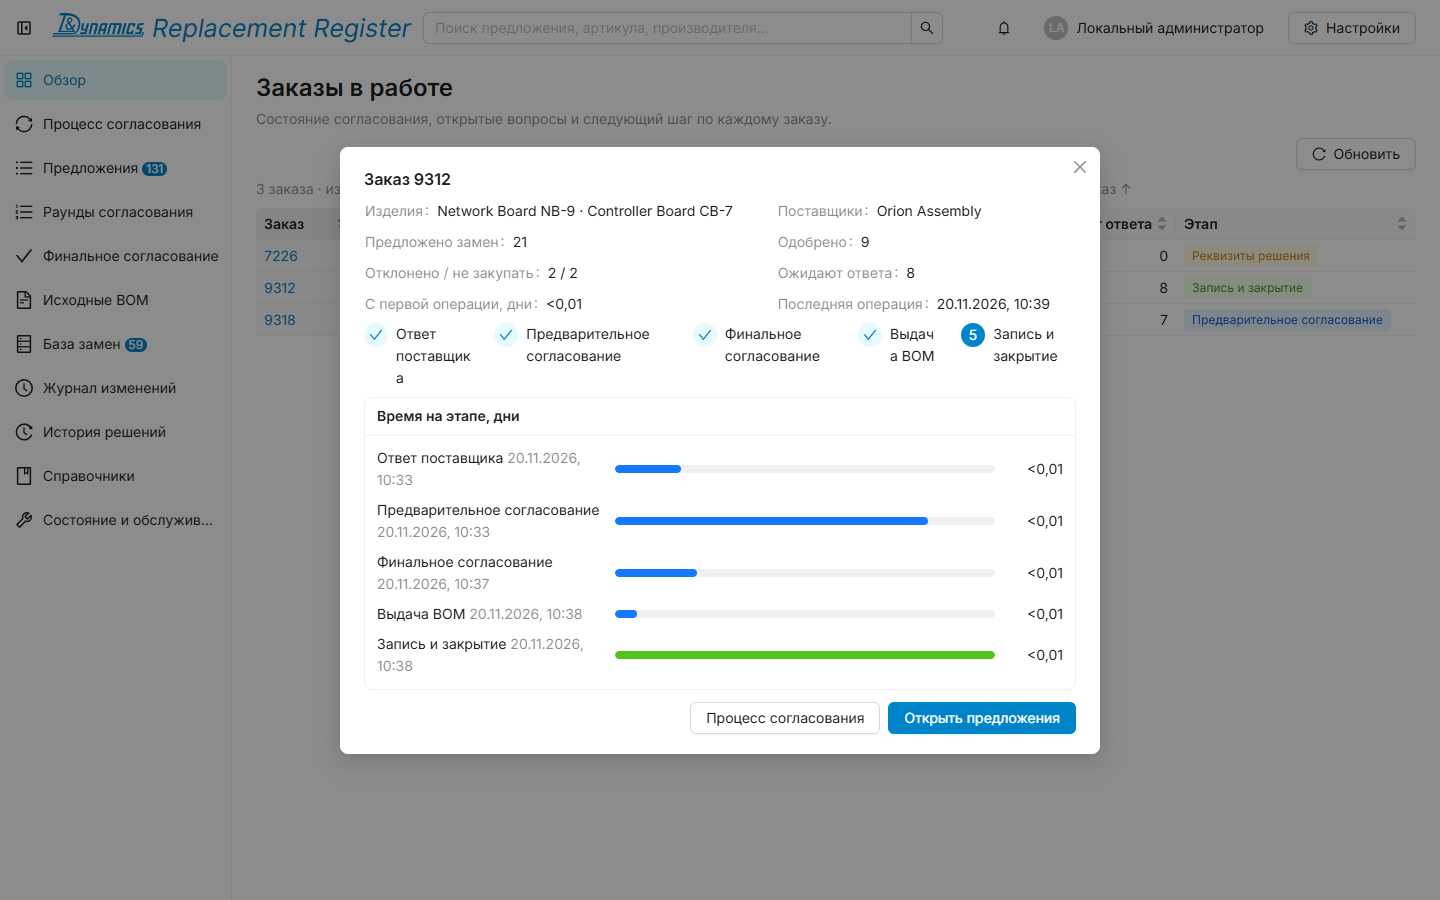 T&Dynamics Replacement Register
Поиск предложения, артикула, производителя...
LA Локальный администратор
Настройки
Обзор
Процесс согласования
Предложения 131
Раунды согласования
Финальное согласование
Исходные BOM
База замен 59
Журнал изменений
История решений
Справочники
Состояние и обслужив...
Заказы в работе
Состояние согласования, открытые вопросы и следующий шаг по каждому заказу.
Обновить
3 заказа · из
аз ↑
Заказ
т ответа
Этап
7226
0
Реквизиты решения
9312
8
Запись и закрытие
9318
7
Предварительное согласование
Заказ 9312
Изделия: Network Board NB-9 · Controller Board CB-7
Поставщики: Orion Assembly
Предложено замен: 21
Одобрено: 9
Отклонено / не закупать: 2 / 2
Ожидают ответа: 8
С первой операции, дни: <0,01
Последняя операция: 20.11.2026, 10:39
Ответ
поставщик
а
Предварительное
согласование
Финальное
согласование
Выдач
а BOM
5 Запись и
закрытие
Время на этапе, дни
Ответ поставщика 20.11.2026,
10:33
<0,01
Предварительное согласование
20.11.2026, 10:33
<0,01
Финальное согласование
20.11.2026, 10:37
<0,01
Выдача BOM 20.11.2026, 10:38
<0,01
Запись и закрытие 20.11.2026,
10:38
<0,01
Процесс согласования
Открыть предложения